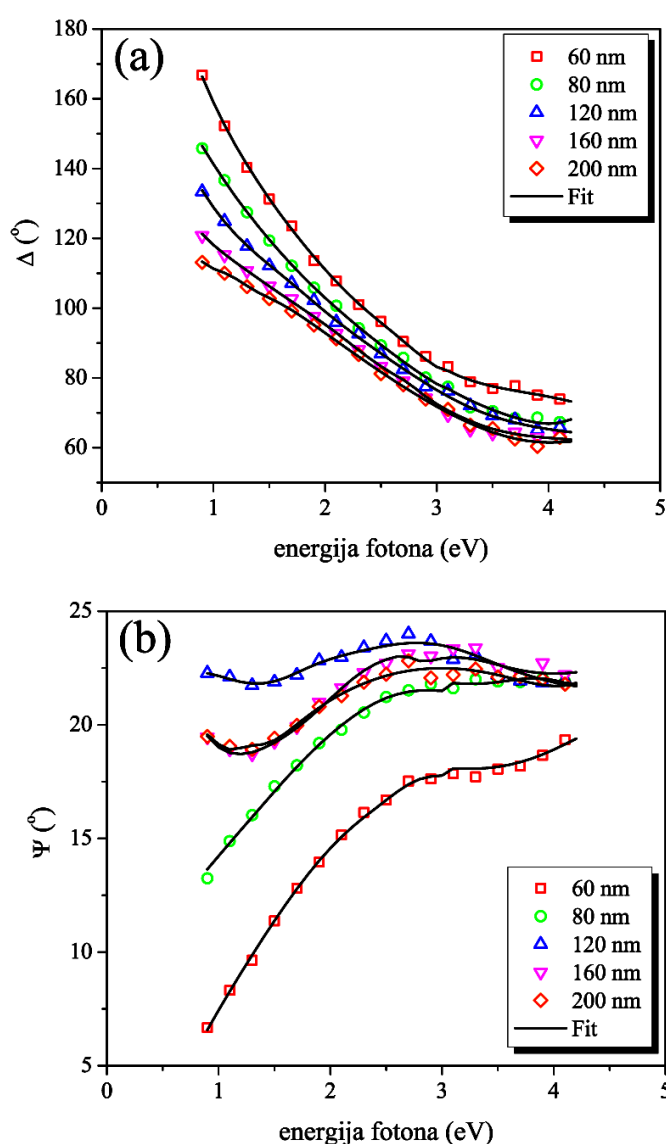 (a)
180
160
140
120
100
80
60
Δ (°)
60 nm
80 nm
120 nm
160 nm
200 nm
Fit
0 1 2 3 4 5
energija fotona (eV)
(b)
25
20
15
10
5
Ψ (°)
60 nm
80 nm
120 nm
160 nm
200 nm
Fit
0 1 2 3 4 5
energija fotona (eV)